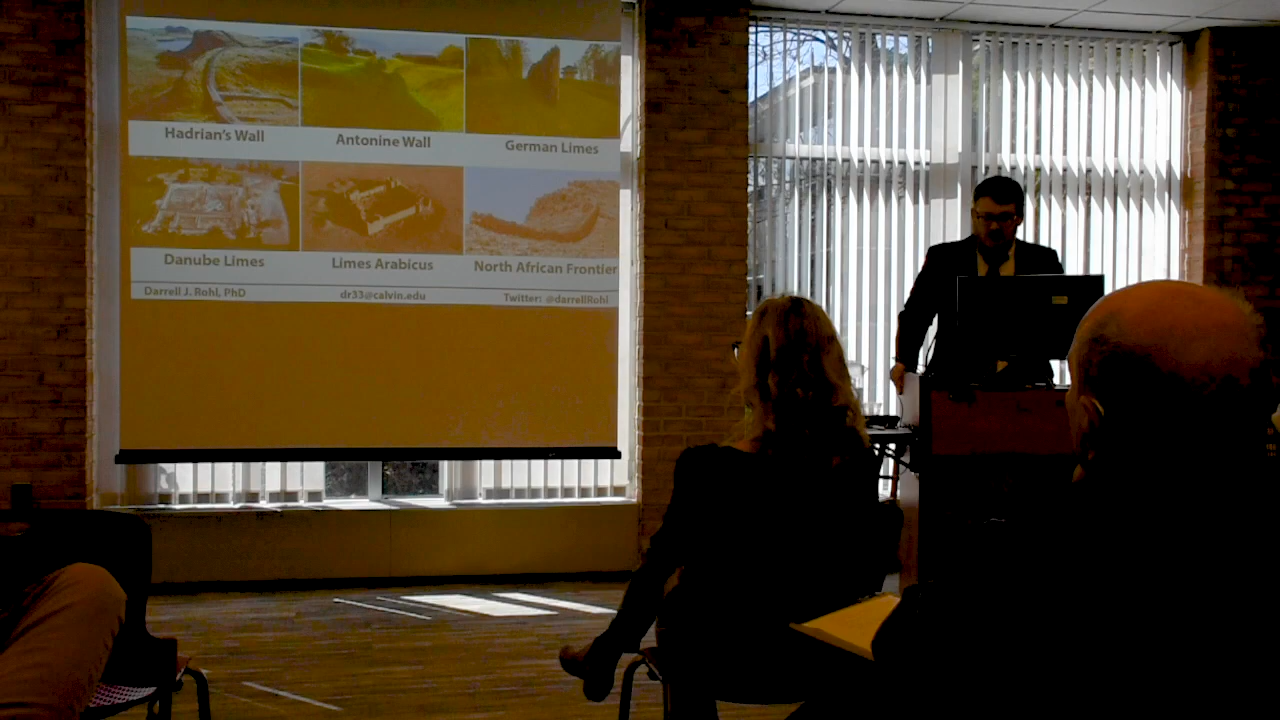 Hadrian's Wall Antonine Wall German Limes
Danube Limes Limes Arabicus North African Frontier
Darrell J. Rohl, PhD dr33@calvin.edu Twitter: @darrellRohl